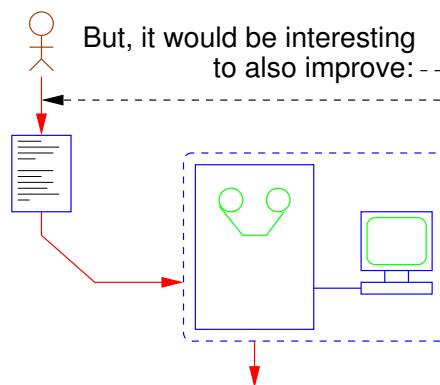 But, it would be interesting
to also improve: